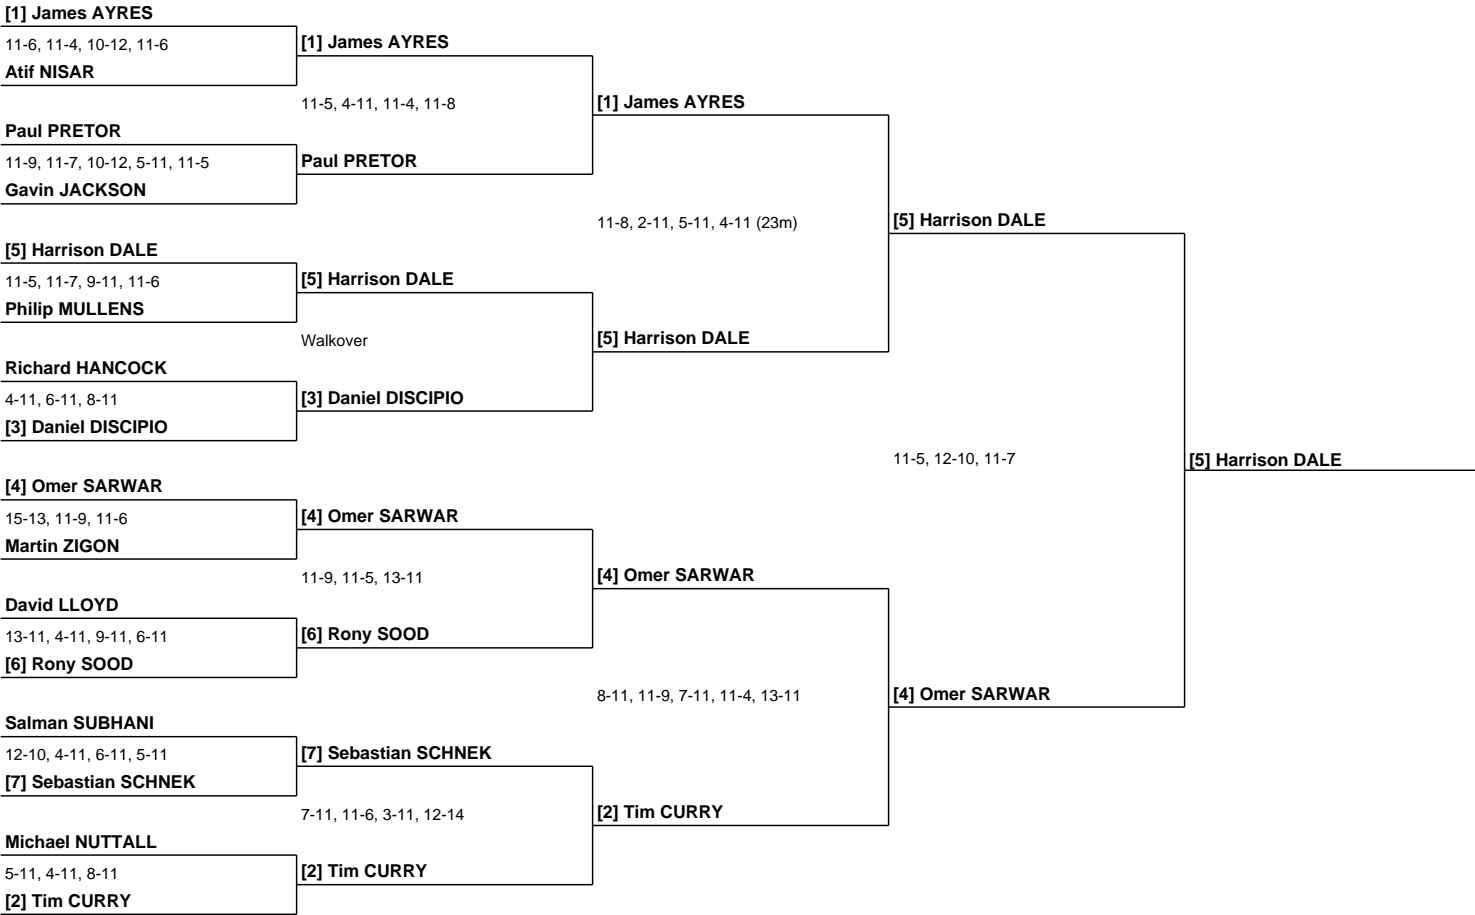 [1] James AYRES
11-6, 11-4, 10-12, 11-6
Atif NISAR
Paul PRETOR
11-9, 11-7, 10-12, 5-11, 11-5
Gavin JACKSON
[5] Harrison DALE
11-5, 11-7, 9-11, 11-6
Philip MULLENS
Richard HANCOCK
4-11, 6-11, 8-11
[3] Daniel DISCIPIO
[4] Omer SARWAR
15-13, 11-9, 11-6
Martin ZIGON
David LLOYD
13-11, 4-11, 9-11, 6-11
[6] Rony SOOD
Salman SUBHANI
12-10, 4-11, 6-11, 5-11
[7] Sebastian SCHNEK
Michael NUTTALL
5-11, 4-11, 8-11
[2] Tim CURRY
[1] James AYRES
11-5, 4-11, 11-4, 11-8
Paul PRETOR
[5] Harrison DALE
Walkover
[3] Daniel DISCIPIO
[4] Omer SARWAR
11-9, 11-5, 13-11
[6] Rony SOOD
[7] Sebastian SCHNEK
7-11, 11-6, 3-11, 12-14
[2] Tim CURRY
[1] James AYRES
11-8, 2-11, 5-11, 4-11 (23m)
[5] Harrison DALE
[4] Omer SARWAR
8-11, 11-9, 7-11, 11-4, 13-11
[2] Tim CURRY
[5] Harrison DALE
11-5, 12-10, 11-7
[4] Omer SARWAR
[5] Harrison DALE